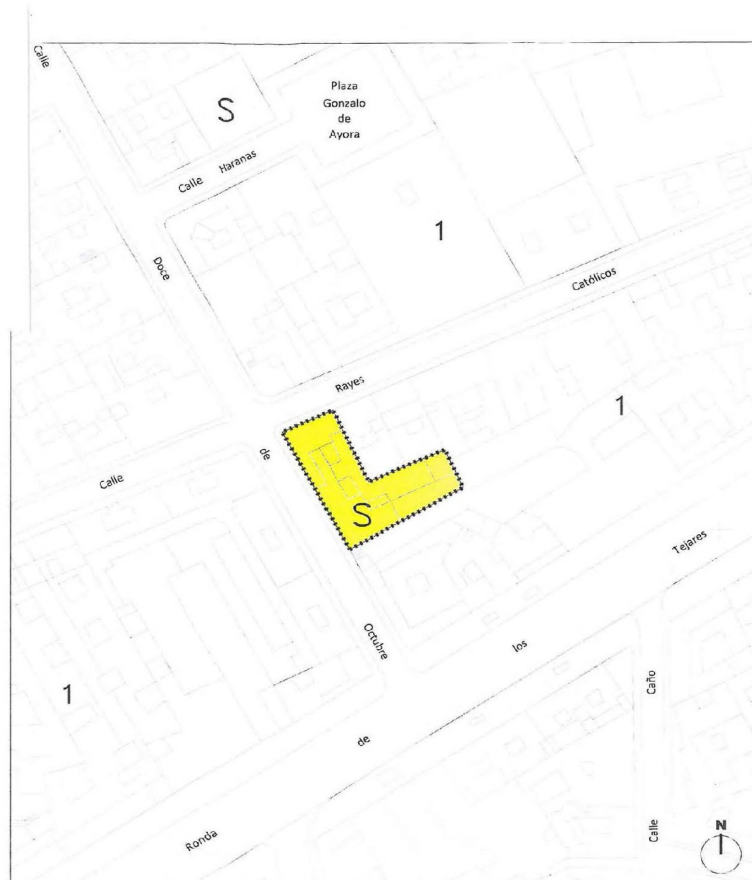 Calle
S
Plaza
Gonzalo
de
Ayora
Calle Haranas
1
Doce
Católicos
Rayes
1
de
Calle
S
Tejares
Octubre
los
Caño
1
de
Calle
Ronda
N